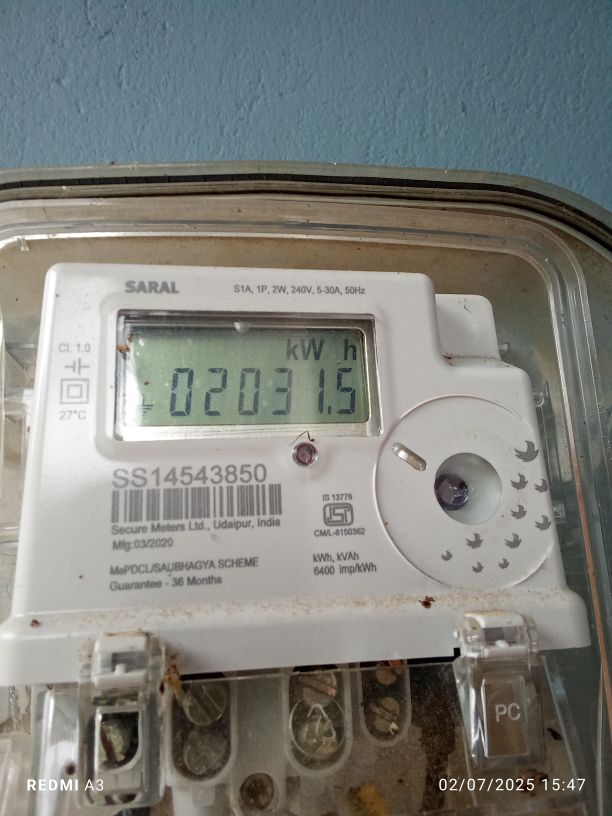 SARAL
S1A, 1P, 2W, 240V, 5-30A, 50Hz
CL 1.0
27°C
kW h
02031.5
SS14543850
Secure Meters Ltd., Udaipur, India
Mfg:03/2020
MePDCL/SAUBHAGYA SCHEME
Guarantee - 36 Months
IS 13779
CM/L-8150362
kWh, kVAh
6400 imp/kWh
PC
REDMI A3
02/07/2025 15:47